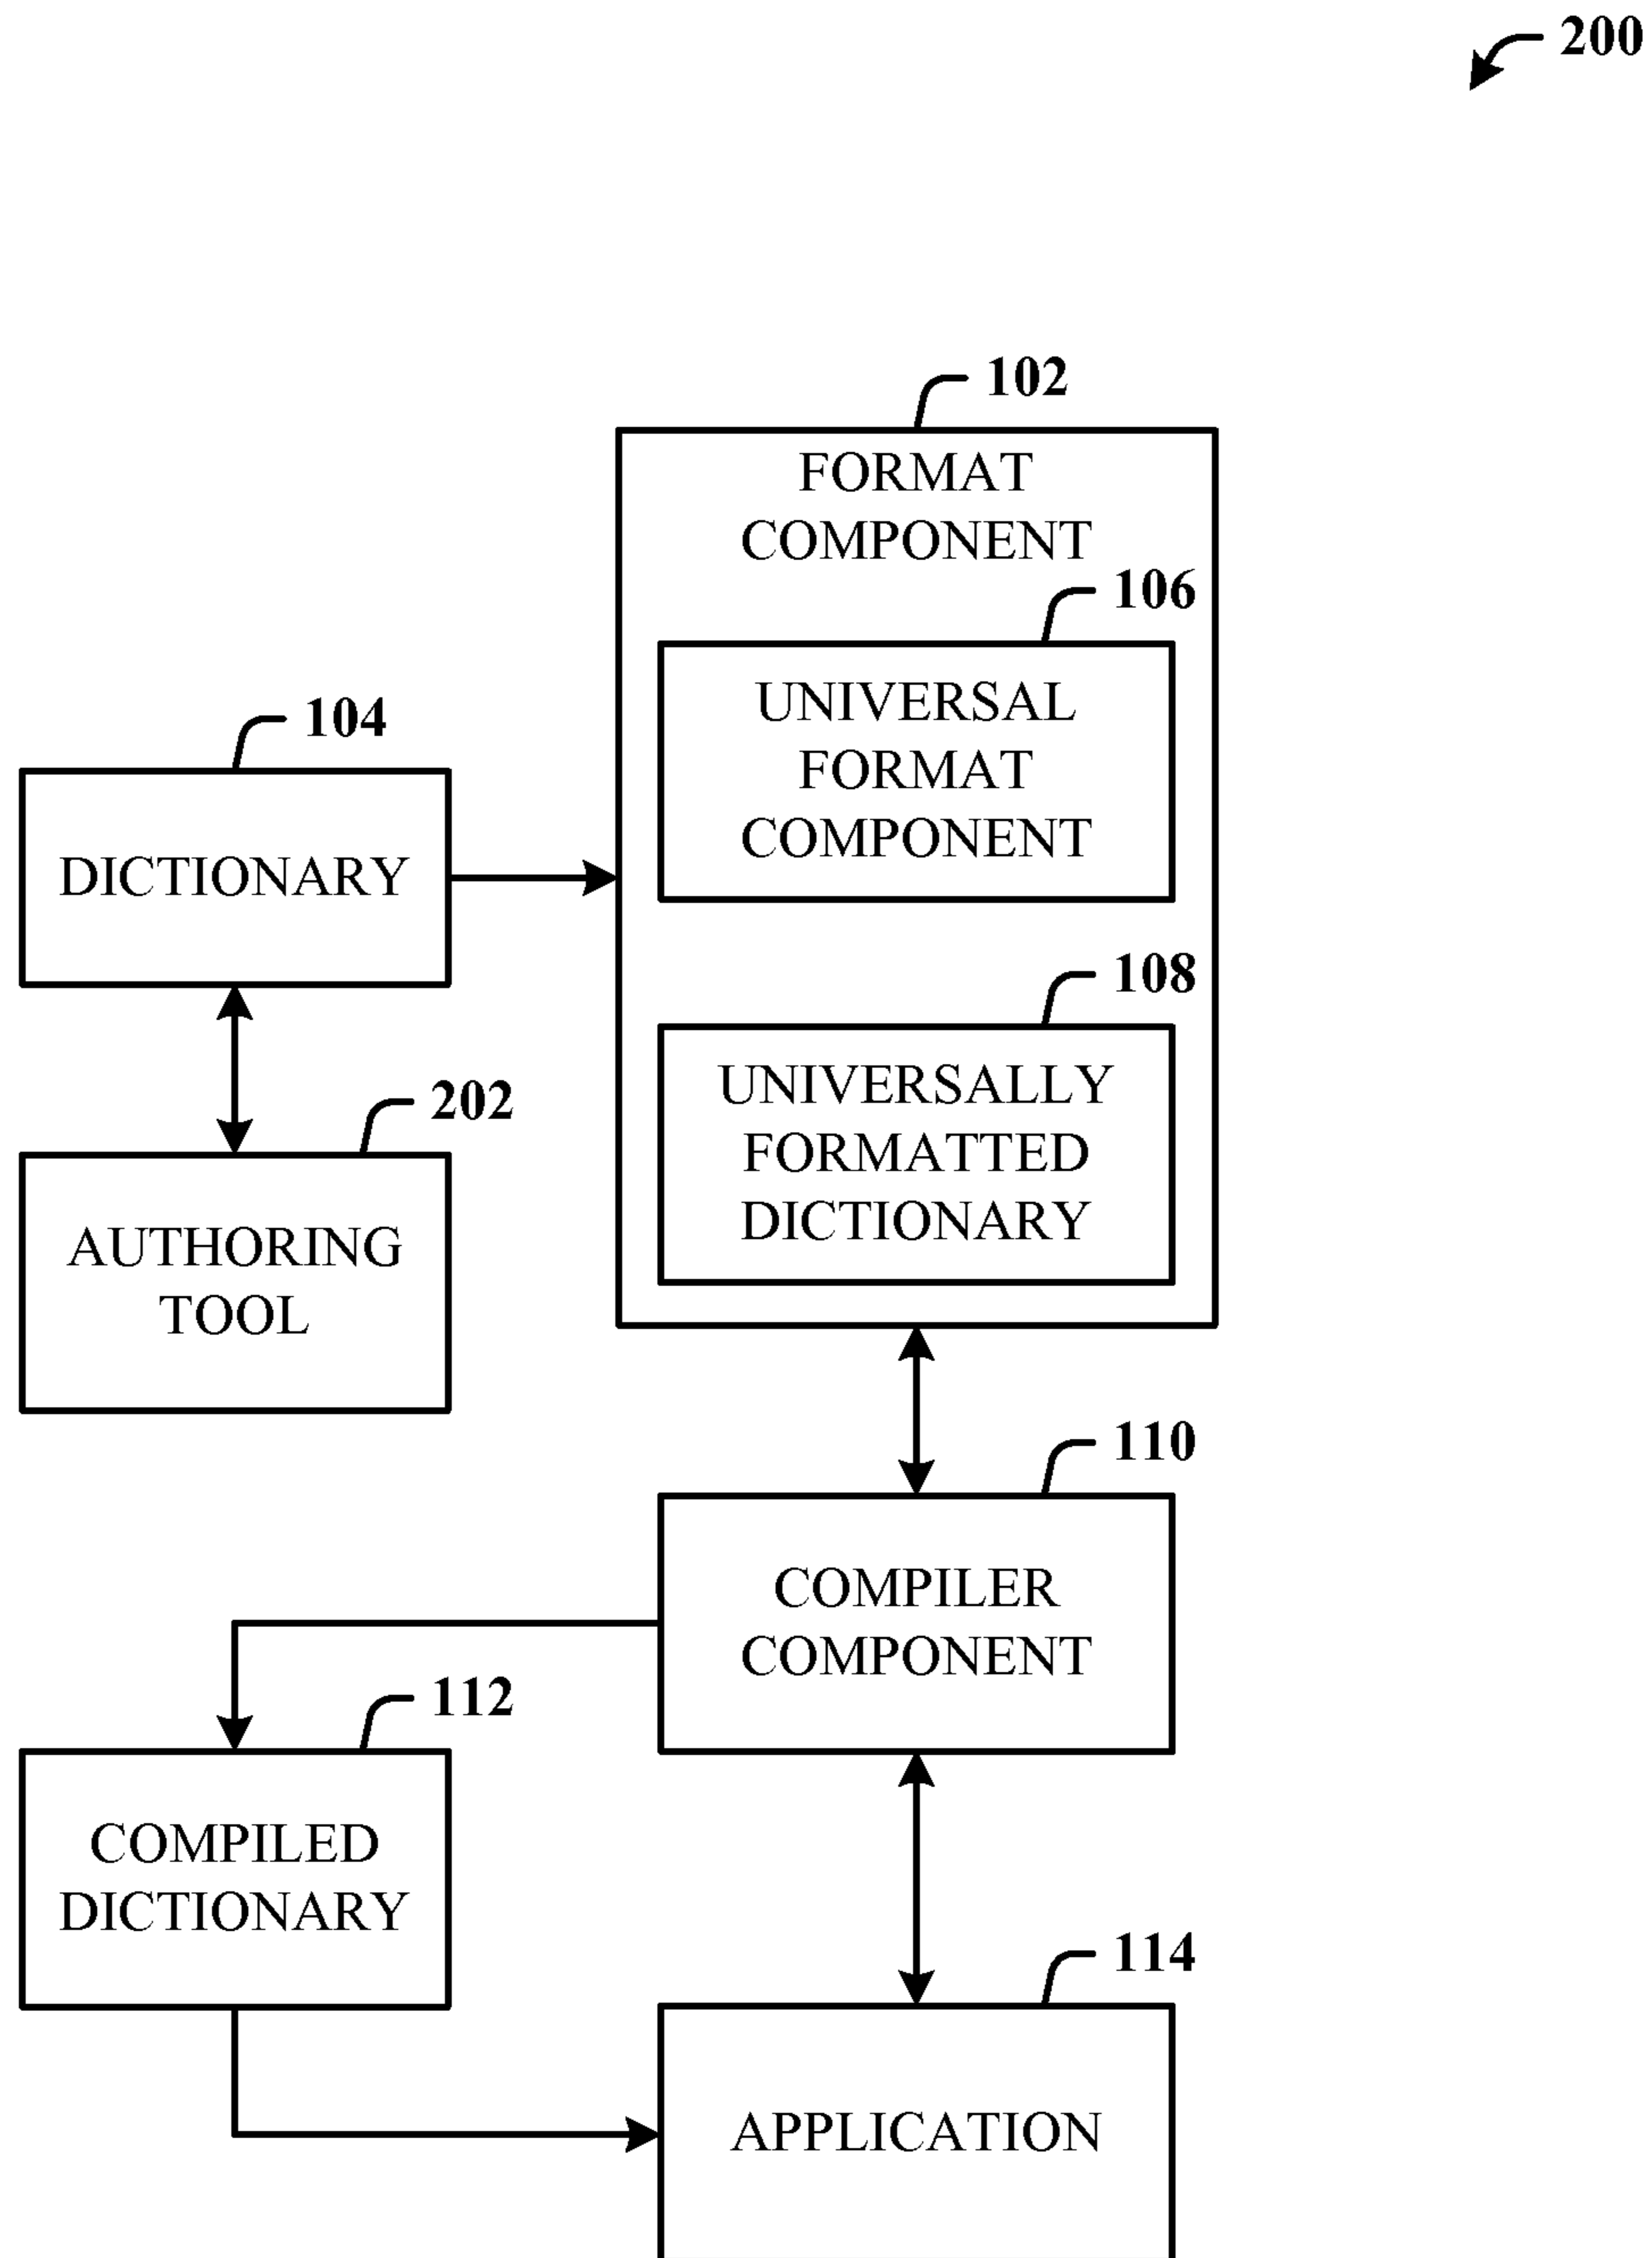 200
102
FORMAT
COMPONENT
106
UNIVERSAL
FORMAT
COMPONENT
104
DICTIONARY
108
UNIVERSALLY
FORMATTED
DICTIONARY
202
AUTHORING
TOOL
110
COMPILER
COMPONENT
112
COMPILED
DICTIONARY
114
APPLICATION